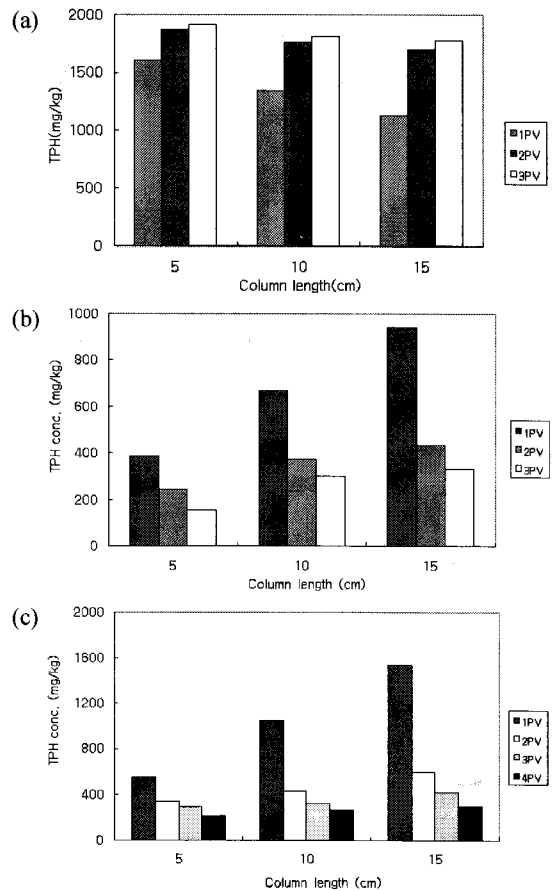 (a)
2000
1500
1000
500
0
TPH(mg/kg)
5 10 15
Column length(cm)
1PV
2PV
3PV
(b)
1000
800
600
400
200
0
TPH conc. (mg/kg)
5 10 15
Column length (cm)
1PV
2PV
3PV
(c)
2000
1600
1200
800
400
0
TPH conc. (mg/kg)
5 10 15
Column length (cm)
1PV
2PV
3PV
4PV